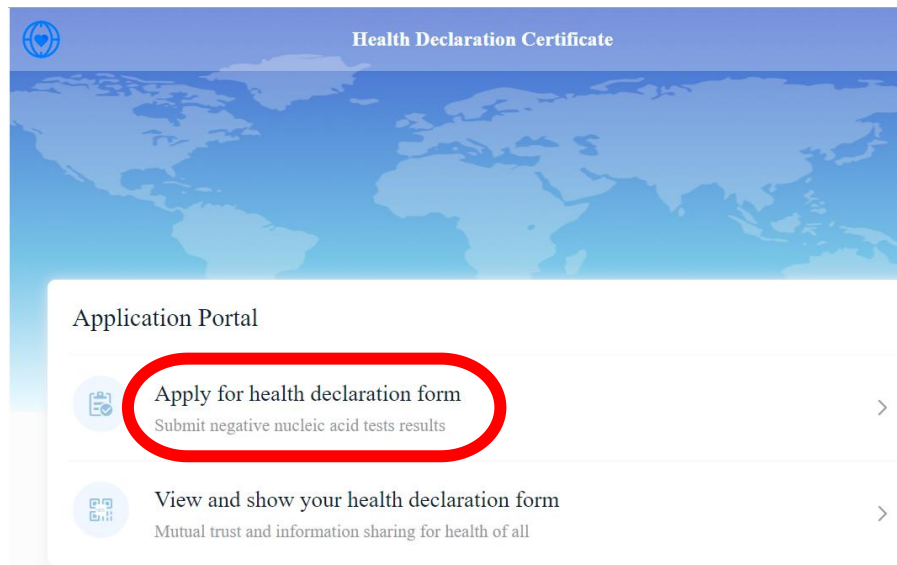 Health Declaration Certificate
Application Portal
Apply for health declaration form
Submit negative nucleic acid tests results
View and show your health declaration form
Mutual trust and information sharing for health of all